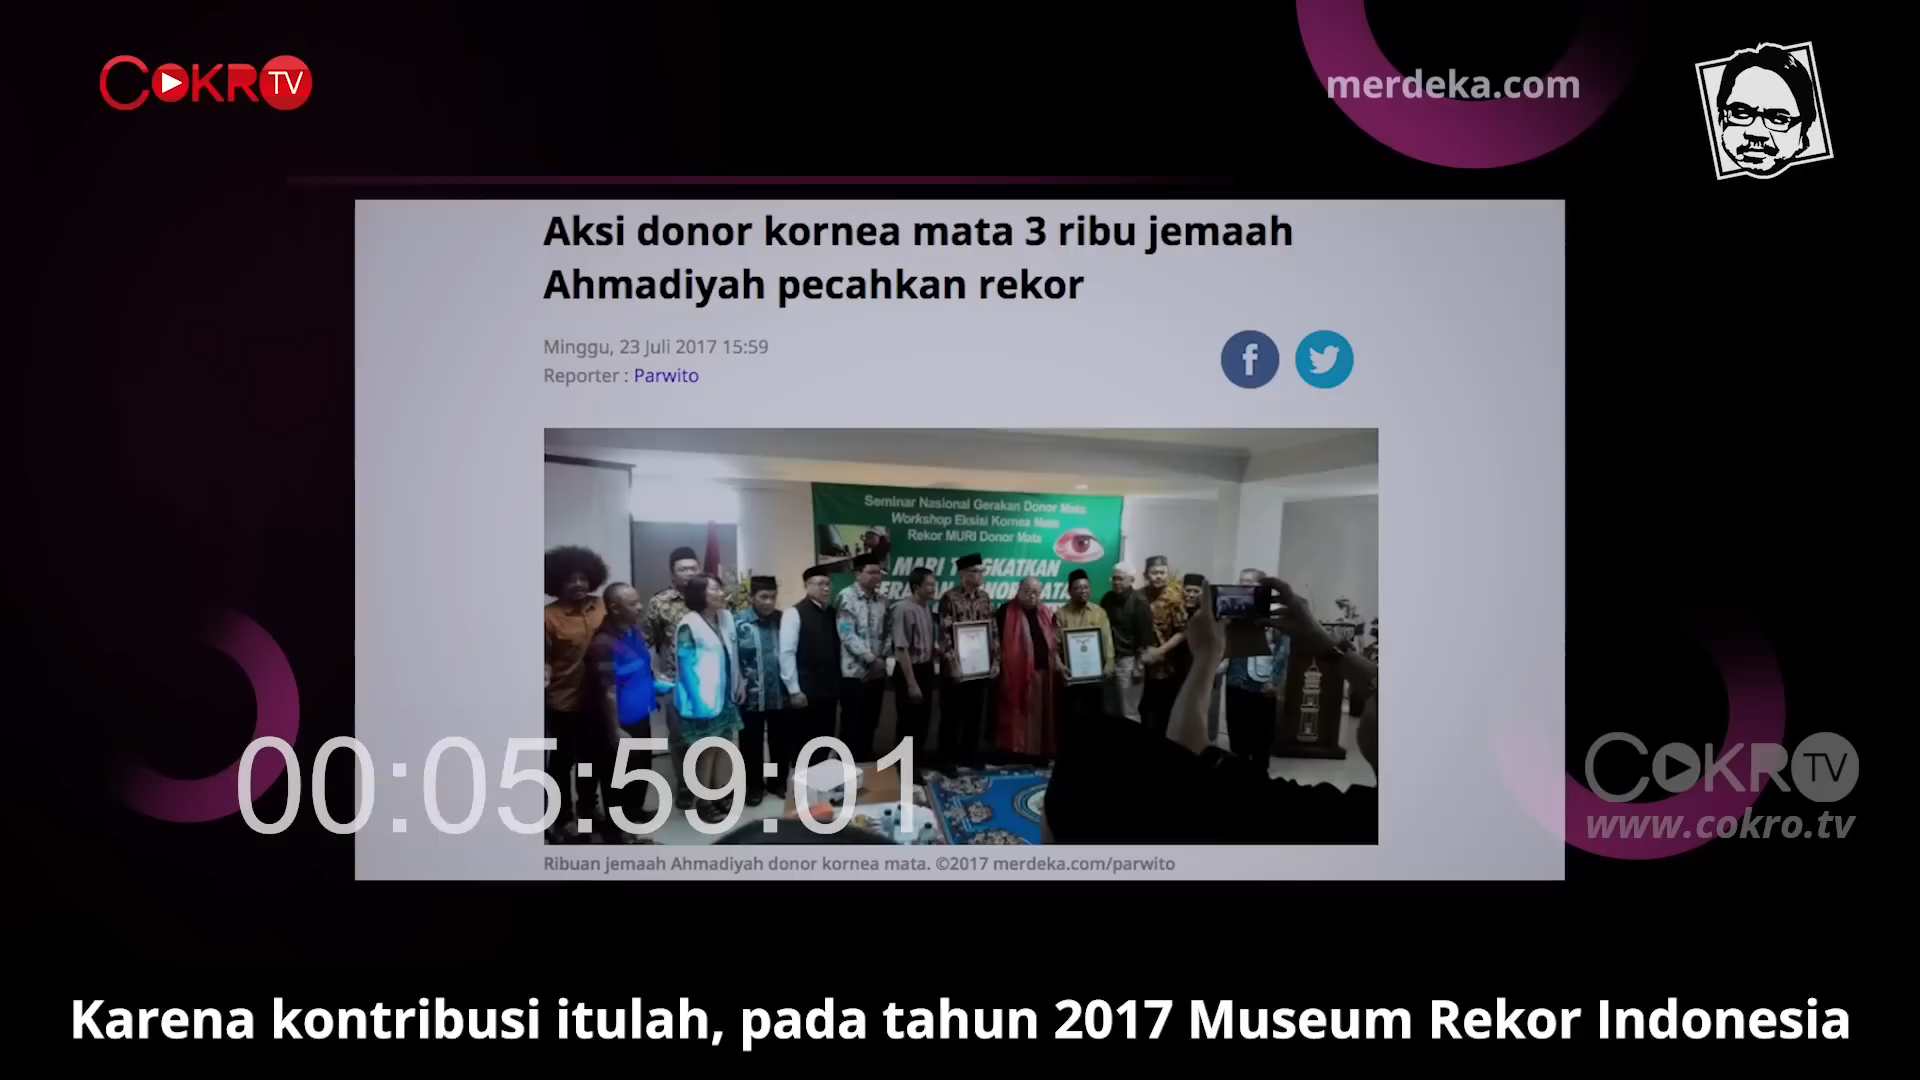 COKRO TV
merdeka.com
Aksi donor kornea mata 3 ribu jemaah
Ahmadiyah pecahkan rekor
Minggu, 23 Juli 2017 15:59
Reporter : Parwito
Seminar Nasional Gerakan Donor Mata
Workshop Eksisi Kornea Mata
Rekor MURI Donor Mata
MARI
00:05:59:01
COKRO TV
www.cokro.tv
Ribuan jemaah Ahmadiyah donor kornea mata. ©2017 merdeka.com/parwito
Karena kontribusi itulah, pada tahun 2017 Museum Rekor Indonesia